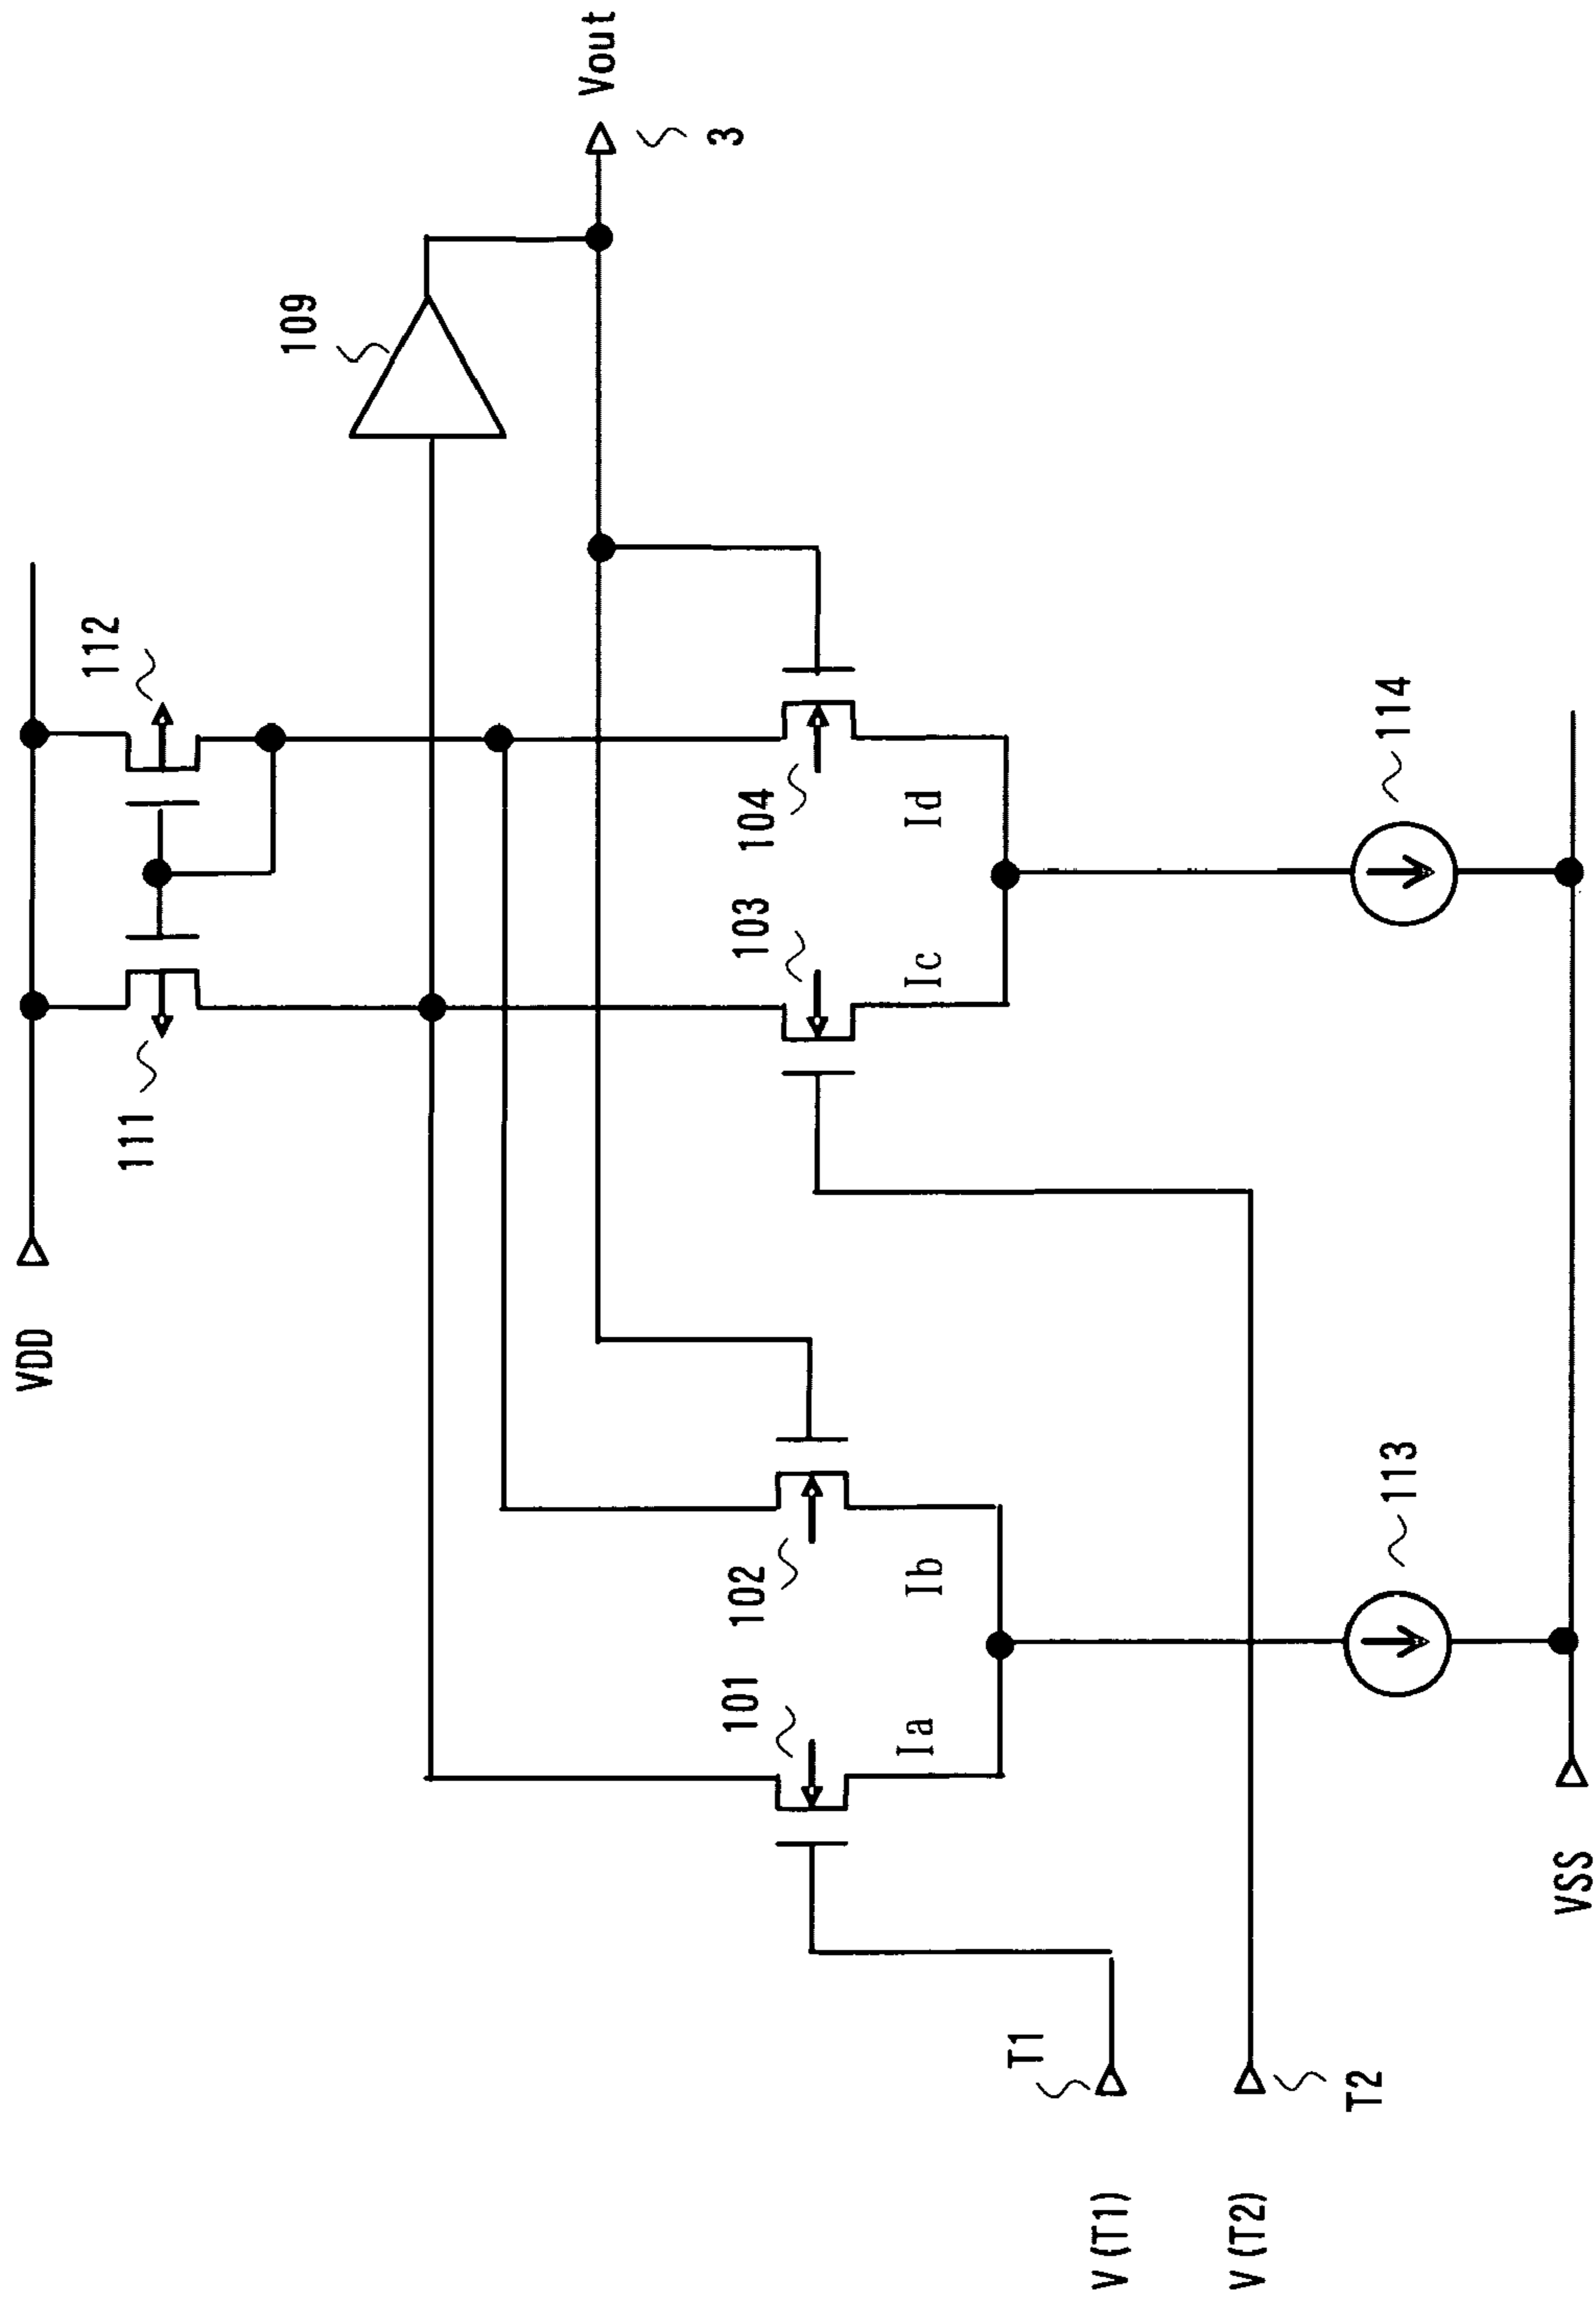 VDD
111
112
109
Vout
3
101
102
103
104
Ia
Ib
Ic
Id
T1
V (T1)
V (T2)
T2
113
114
VSS